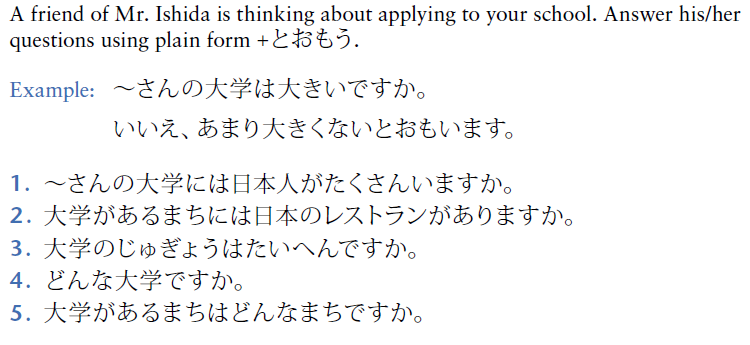 A friend of Mr. Ishida is thinking about applying to your school. Answer his/her
questions using plain form +とおもう.
Example: ～さんの大学は大きいですか。
いいえ、あまり大きくないとおもいます。
1. ～さんの大学には日本人がたくさんいますか。
2. 大学があるまちには日本のレストランがありますか。
3. 大学のじゅぎょうはたいへんですか。
4. どんな大学ですか。
5. 大学があるまちはどんなまちですか。